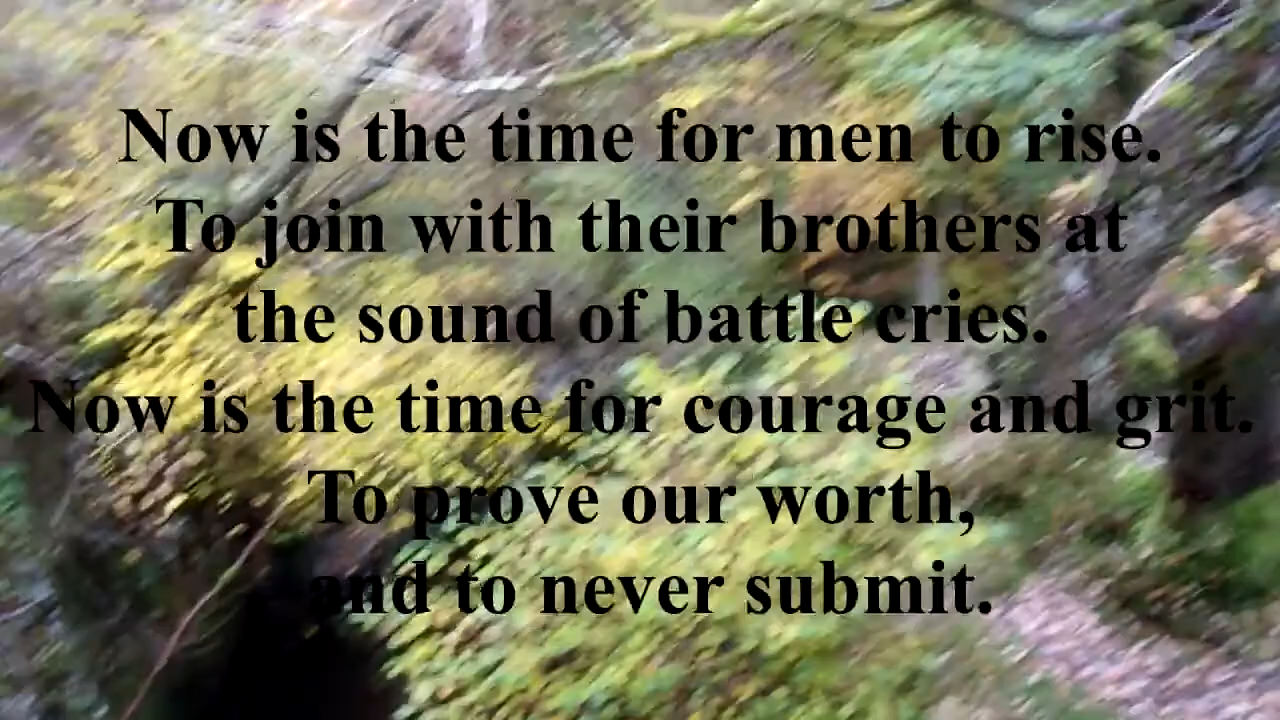 Now is the time for men to rise.
To join with their brothers at
the sound of battle cries.
Now is the time for courage and grit.
To prove our worth,
and to never submit.